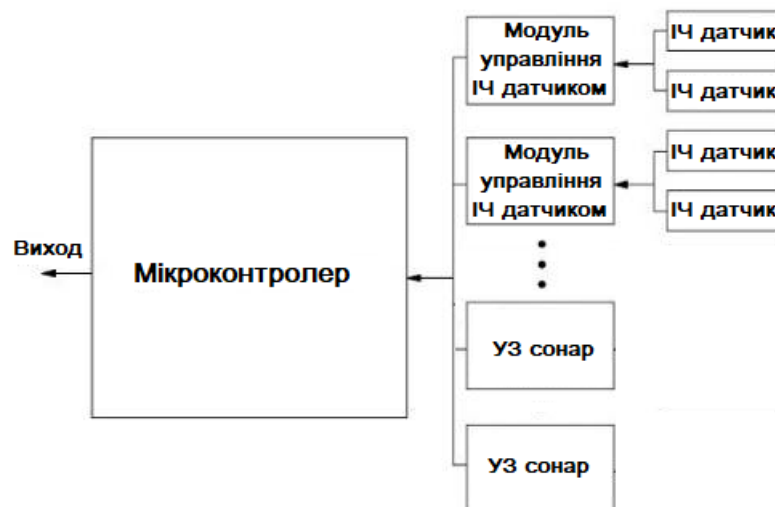 Модуль
управління
ІЧ датчиком
ІЧ датчик
ІЧ датчик
Модуль
управління
ІЧ датчиком
ІЧ датчик
ІЧ датчик
Виход
Мікроконтролер
УЗ сонар
УЗ сонар